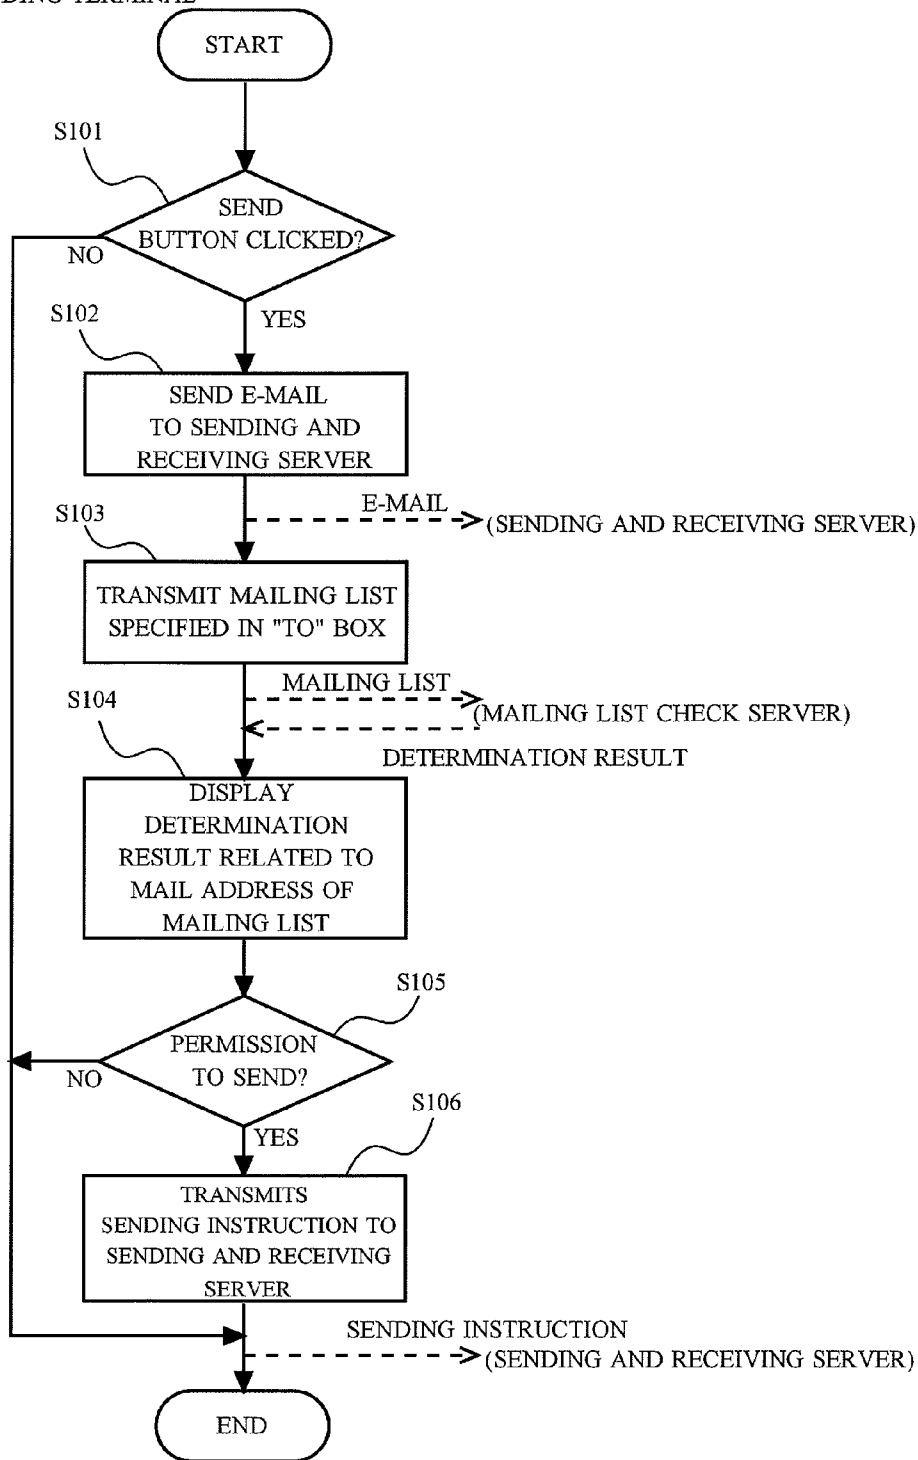 START
S101
SEND
BUTTON CLICKED?
NO
YES
S102
SEND E-MAIL
TO SENDING AND
RECEIVING SERVER
E-MAIL
(SENDING AND RECEIVING SERVER)
S103
TRANSMIT MAILING LIST
SPECIFIED IN "TO" BOX
MAILING LIST
(MAILING LIST CHECK SERVER)
S104
DETERMINATION RESULT
DISPLAY
DETERMINATION
RESULT RELATED TO
MAIL ADDRESS OF
MAILING LIST
S105
PERMISSION
TO SEND?
NO
YES
S106
TRANSMITS
SENDING INSTRUCTION TO
SENDING AND RECEIVING
SERVER
SENDING INSTRUCTION
(SENDING AND RECEIVING SERVER)
END